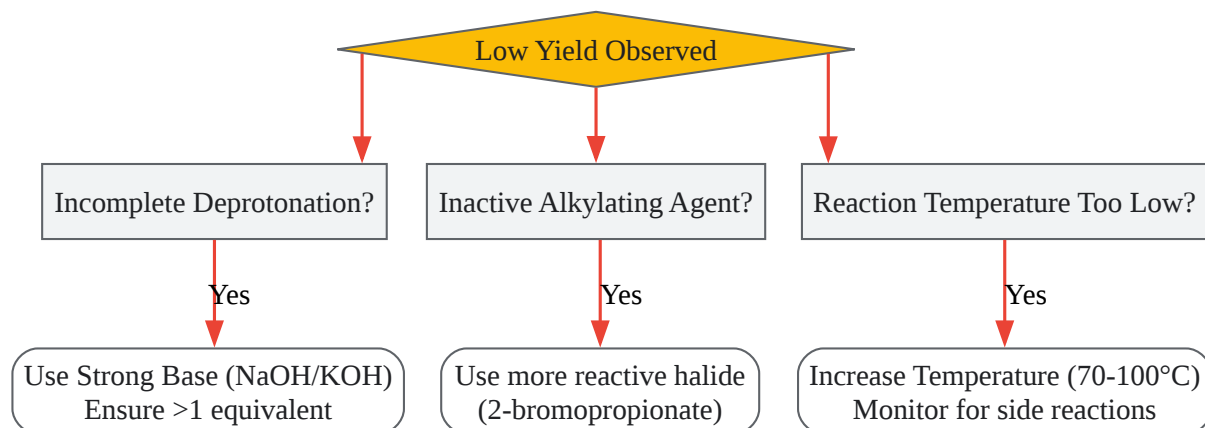 Low Yield Observed
Incomplete Deprotonation?
Inactive Alkylating Agent?
Reaction Temperature Too Low?
Yes
Yes
Yes
Use Strong Base (NaOH/KOH)
Ensure >1 equivalent
Use more reactive halide
(2-bromopropionate)
Increase Temperature (70-100°C)
Monitor for side reactions